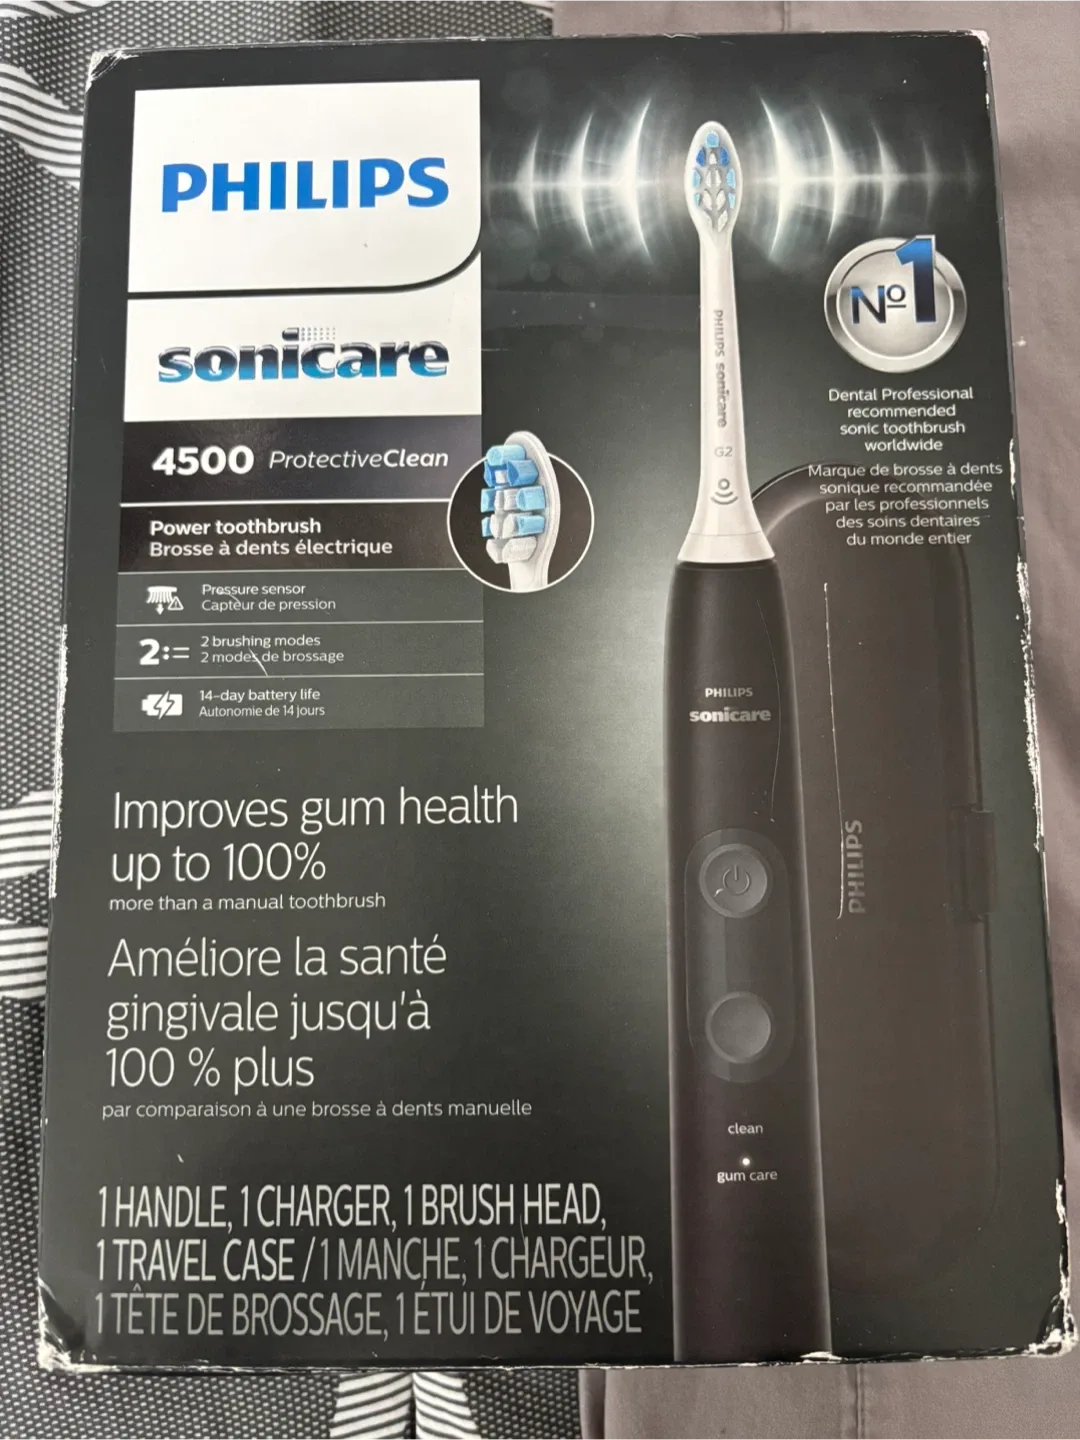 PHILIPS
sonicare
4500 ProtectiveClean
Power toothbrush
Brosse à dents électrique
Pressure sensor
Capteur de pression
2:=
2 brushing modes
2 modes de brossage
14-day battery life
Autonomie de 14 jours
Improves gum health
up to 100%
more than a manual toothbrush
Améliore la santé
gingivale jusqu'à
100 % plus
par comparaison à une brosse à dents manuelle
1 HANDLE, 1 CHARGER, 1 BRUSH HEAD,
1 TRAVEL CASE / 1 MANCHE, 1 CHARGEUR,
1 TÊTE DE BROSSAGE, 1 ÉTUI DE VOYAGE
Nº1
Dental Professional
recommended
sonic toothbrush
worldwide
Marque de brosse à dents
sonique recommandée
par les professionnels
des soins dentaires
du monde entier
PHILIPS sonicare
G2
PHILIPS
sonicare
clean
gum care
PHILIPS